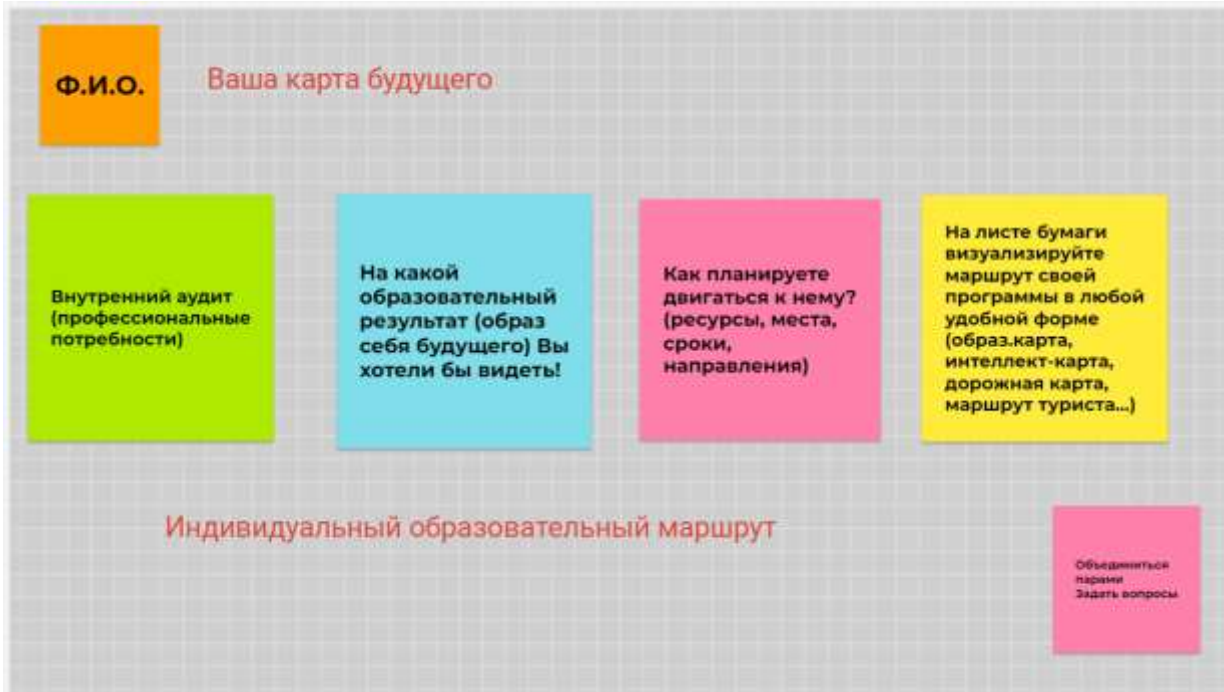 Ф.И.О.
Ваша карта будущего
Внутренний аудит
(профессиональные
потребности)
На какой
образовательный
результат (образ
себя будущего) Вы
хотели бы видеть!
Как планируете
двигаться к нему?
(ресурсы, места,
сроки,
направления)
На листе бумаги
визуализируйте
маршрут своей
программы в любой
удобной форме
(образ.карта,
интеллект-карта,
дорожная карта,
маршрут туриста...)
Индивидуальный образовательный маршрут
Объединиться
парами
Задать вопросы